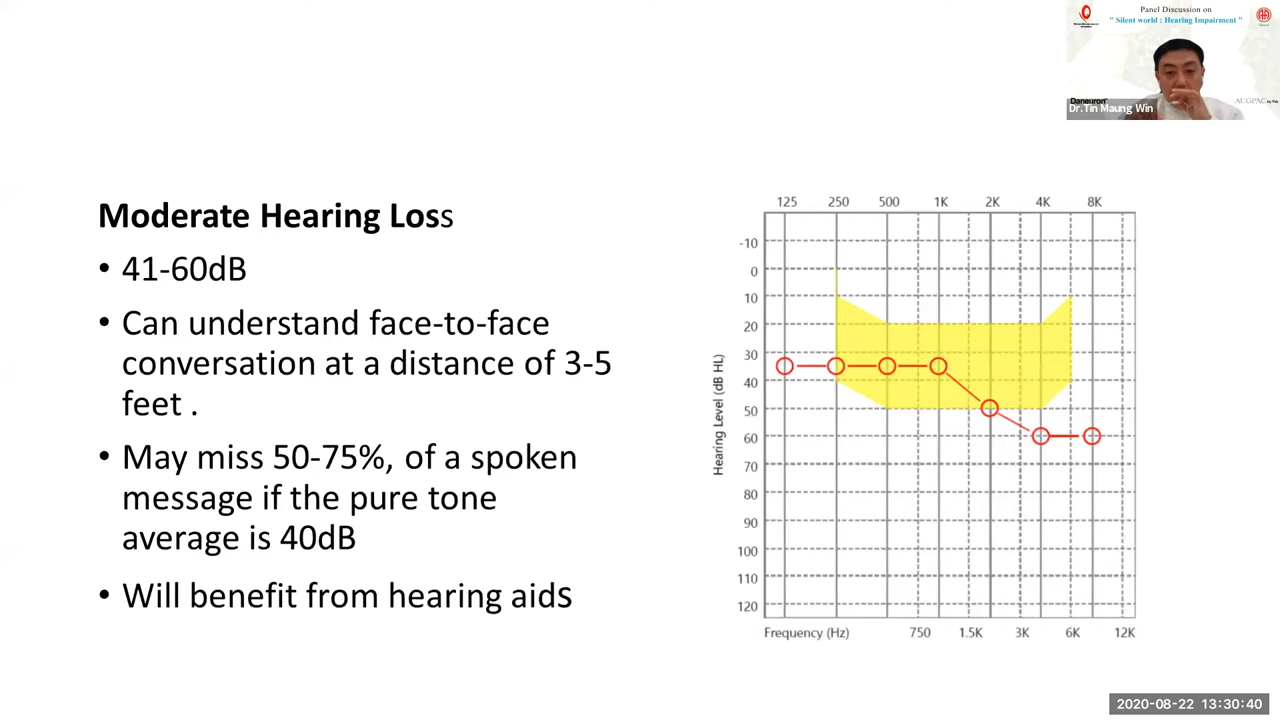 Panel Discussion on
" Silent world : Hearing Impairment "
Daneuron
AUGPAC
Dr.Tin Maung Win
Moderate Hearing Loss
• 41-60dB
• Can understand face-to-face
conversation at a distance of 3-5
feet .
• May miss 50-75%, of a spoken
message if the pure tone
average is 40dB
• Will benefit from hearing aids
125 250 500 1K 2K 4K 8K
Hearing Level (dB HL)
-10
0
10
20
30
40
50
60
70
80
90
100
110
120
Frequency (Hz) 750 1.5K 3K 6K 12K
2020-08-22 13:30:40